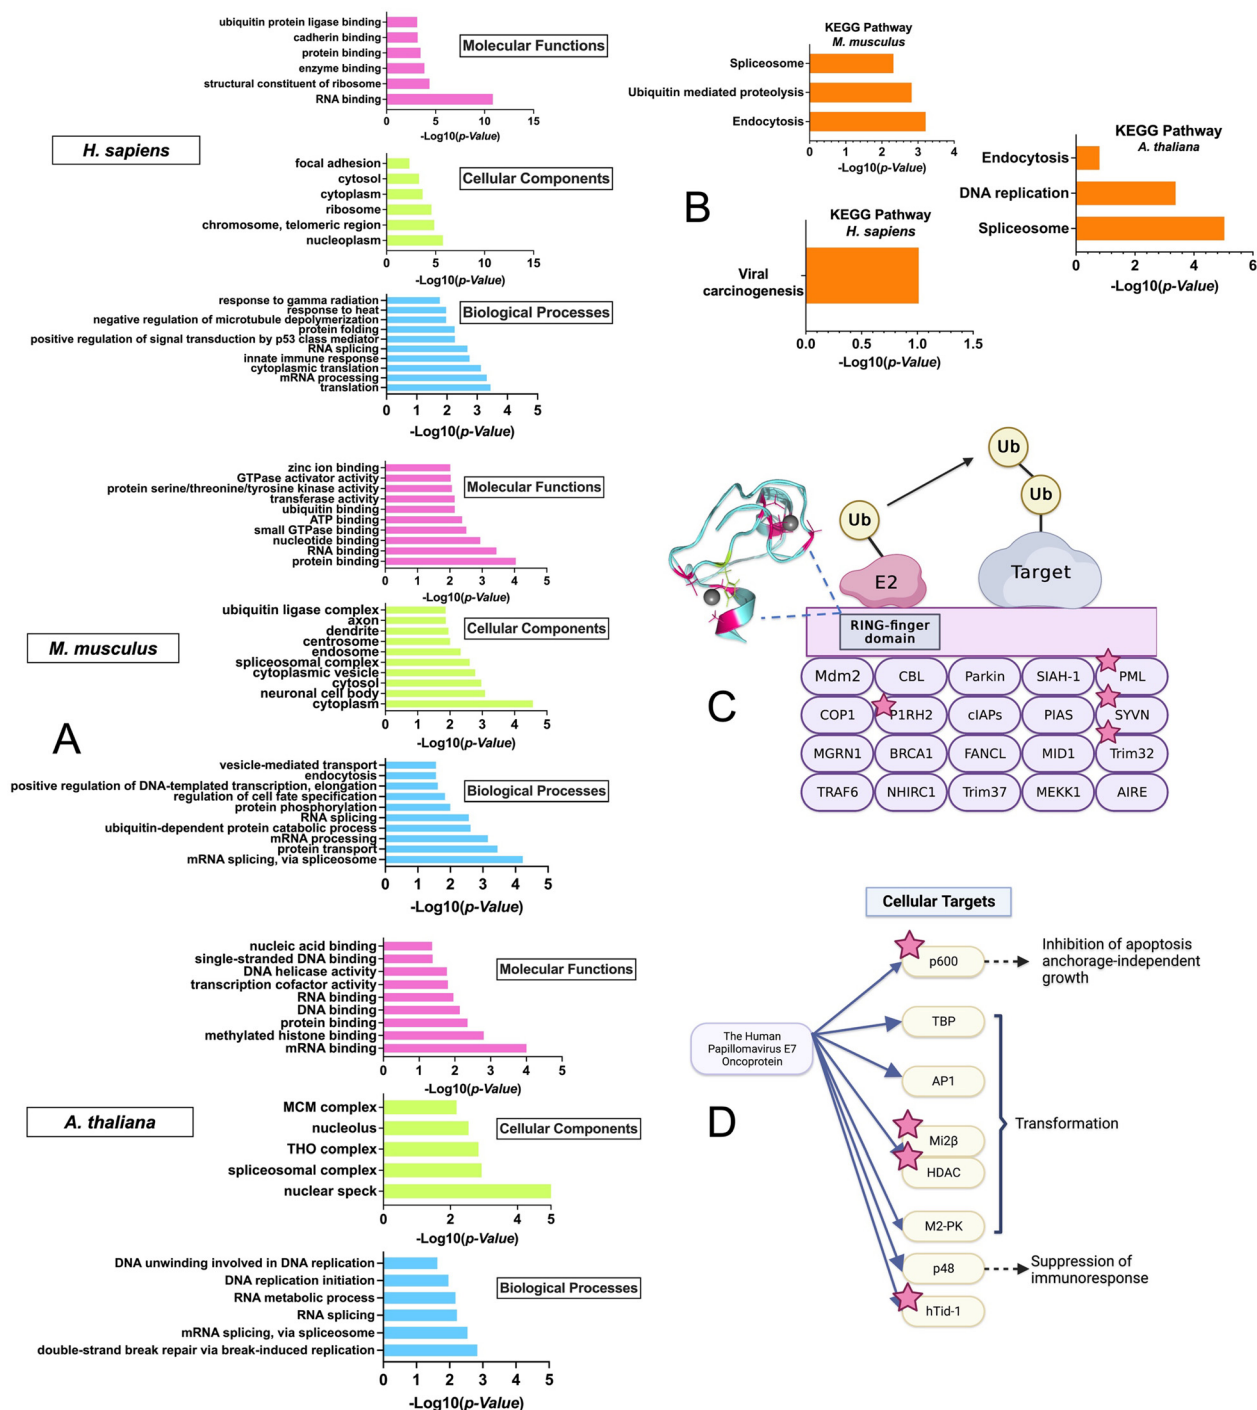 ubiquitin protein ligase binding
cadherin binding
protein binding
enzyme binding
structural constituent of ribosome
RNA binding
Molecular Functions
0 5 10 15
-Log10(p-Value)
H. sapiens
focal adhesion
cytosol
cytoplasm
ribosome
chromosome, telomeric region
nucleoplasm
Cellular Components
0 5 10 15
-Log10(p-Value)
response to gamma radiation
response to heat
negative regulation of microtubule depolymerization
protein folding
positive regulation of signal transduction by p53 class mediator
RNA splicing
innate immune response
cytoplasmic translation
mRNA processing
translation
Biological Processes
0 1 2 3 4 5
-Log10(p-Value)
zinc ion binding
GTPase activator activity
protein serine/threonine/tyrosine kinase activity
transferase activity
ubiquitin binding
ATP binding
small GTPase binding
nucleotide binding
RNA binding
protein binding
Molecular Functions
0 1 2 3 4 5
-Log10(p-Value)
M. musculus
ubiquitin ligase complex
axon
dendrite
centrosome
endosome
spliceosomal complex
cytoplasmic vesicle
cytosol
neuronal cell body
cytoplasm
Cellular Components
0 1 2 3 4 5
-Log10(p-Value)
A
vesicle-mediated transport
endocytosis
positive regulation of DNA-templated transcription, elongation
regulation of cell fate specification
protein phosphorylation
RNA splicing
ubiquitin-dependent protein catabolic process
mRNA processing
protein transport
mRNA splicing, via spliceosome
Biological Processes
0 1 2 3 4 5
-Log10(p-Value)
nucleic acid binding
single-stranded DNA binding
DNA helicase activity
transcription cofactor activity
RNA binding
DNA binding
protein binding
methylated histone binding
mRNA binding
Molecular Functions
0 1 2 3 4 5
-Log10(p-Value)
A. thaliana
MCM complex
nucleolus
THO complex
spliceosomal complex
nuclear speck
Cellular Components
0 2 4 5
-Log10(p-Value)
DNA unwinding involved in DNA replication
DNA replication initiation
RNA metabolic process
RNA splicing
mRNA splicing, via spliceosome
double-strand break repair via break-induced replication
Biological Processes
0 1 2 3 4 5
-Log10(p-Value)
KEGG Pathway
M. musculus
Spliceosome
Ubiquitin mediated proteolysis
Endocytosis
0 1 2 3 4
-Log10(p-Value)
KEGG Pathway
A. thaliana
Endocytosis
DNA replication
Spliceosome
0 2 4 6
-Log10(p-Value)
B
KEGG Pathway
H. sapiens
Viral
carcinogenesis
0.0 0.5 1.0 1.5
-Log10(p-Value)
Ub
Ub
Ub
E2
Target
RING-finger
domain
C
Mdm2 CBL Parkin SIAH-1 PML
COP1 P1RH2 cIAPs PIAS SYVN
MGRN1 BRCA1 FANCL MID1 Trim32
TRAF6 NHIRC1 Trim37 MEKK1 AIRE
Cellular Targets
The Human
Papillomavirus E7
Oncoprotein
D
p600
Inhibition of apoptosis
anchorage-independent
growth
TBP
AP1
Mi2β
HDAC
M2-PK
Transformation
p48
Suppression of
immunoresponse
hTid-1